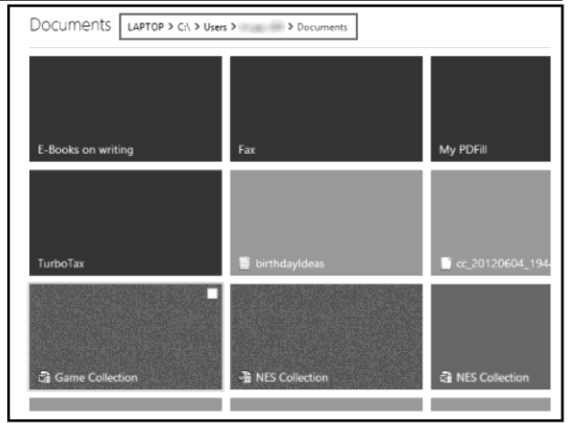 Documents LAPTOP > C:\ > Users > > Documents
E-Books on writing Fax My PDFill
TurboTax birthdayIdeas cc_20120604_194
Game Collection NES Collection NES Collection